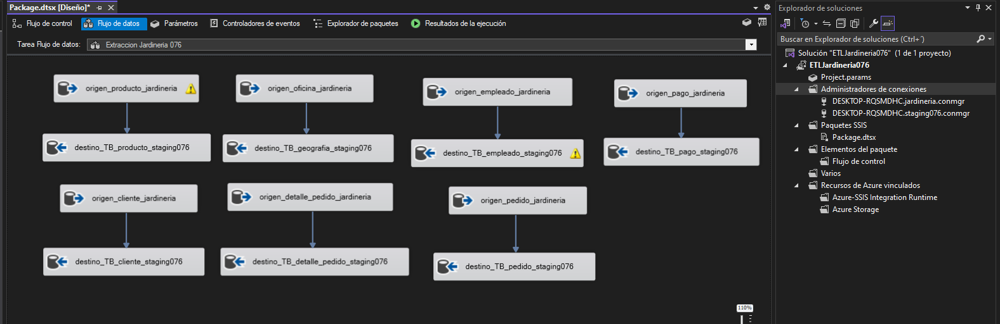 Package.dtsx [Diseño]*
Flujo de control
Flujo de datos
Parámetros
Controladores de eventos
Explorador de paquetes
Resultados de la ejecución
Tarea Flujo de datos:
Extraccion Jardineria 076
origen_producto_jardineria
origen_oficina_jardineria
origen_empleado_jardineria
origen_pago_jardineria
destino_TB_producto_staging076
destino_TB_geografia_staging076
destino_TB_empleado_staging076
destino_TB_pago_staging076
origen_cliente_jardineria
origen_detalle_pedido_jardineria
origen_pedido_jardineria
destino_TB_cliente_staging076
destino_TB_detalle_pedido_staging076
destino_TB_pedido_staging076
110%
Explorador de soluciones
Buscar en Explorador de soluciones (Ctrl+´)
Solución "ETLJardineria076" (1 de 1 proyecto)
ETLJardineria076
Project.params
Administradores de conexiones
DESKTOP-RQSMDHC.jardineria.conmgr
DESKTOP-RQSMDHC.staging076.conmgr
Paquetes SSIS
Package.dtsx
Elementos del paquete
Flujo de control
Varios
Recursos de Azure vinculados
Azure-SSIS Integration Runtime
Azure Storage